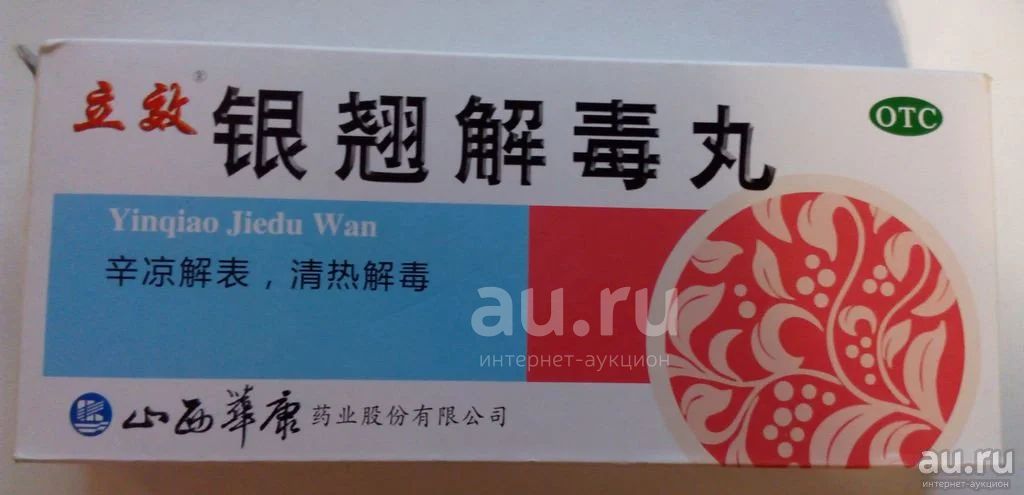 立效®
银翘解毒丸
OTC
Yinqiao Jiedu Wan
辛凉解表，清热解毒
au.ru
интернет-аукцион
山西华康药业股份有限公司
au.ru
интернет-аукцион